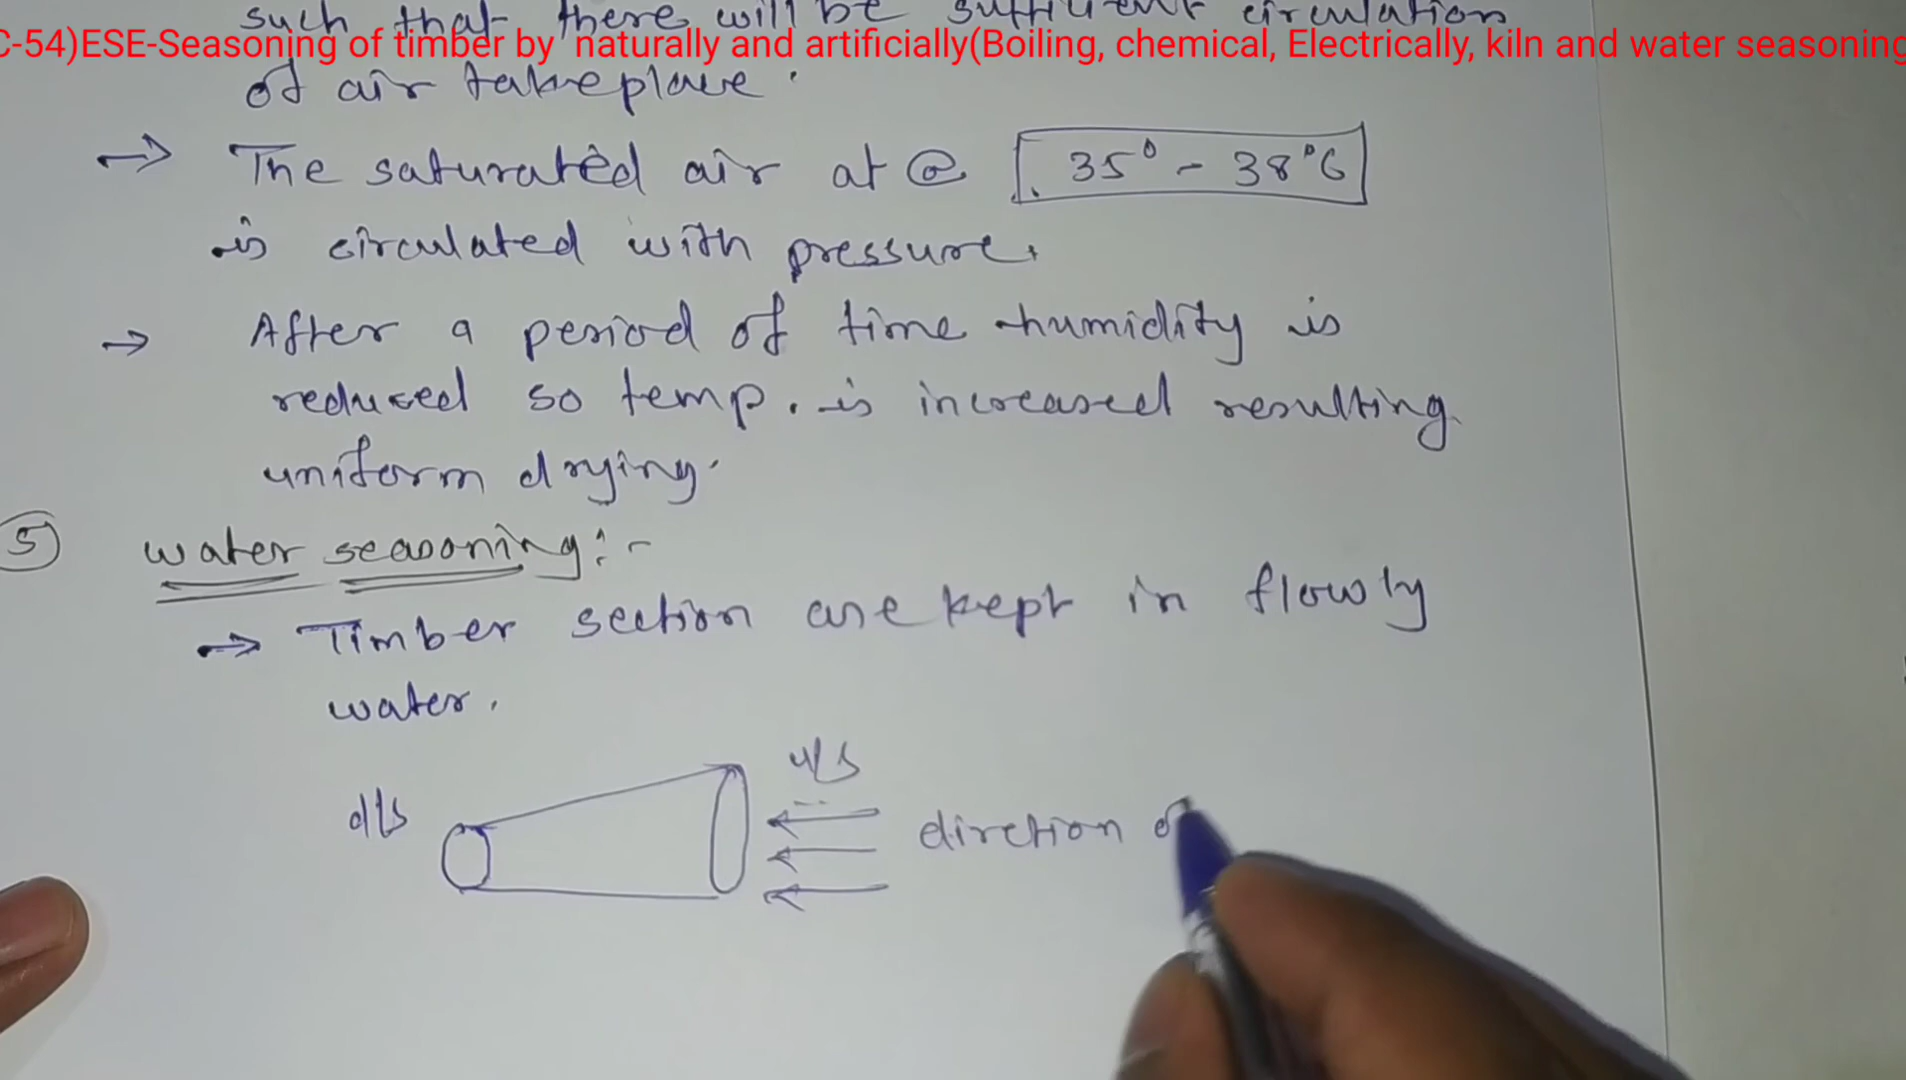 such that there will be sufficient circulation
C-54)ESE-Seasoning of timber by naturally and artificially(Boiling, chemical, Electrically, kiln and water seasoning
of air takeplace.
→ The saturated air at @ 35° - 38°C
is circulated with pressure.
→ After a period of time humidity is
reduced so temp. is increased resulting
uniform drying.
5 water seasoning:-
→ Timber section are kept in flowly
water.
u/s
d/s
direction